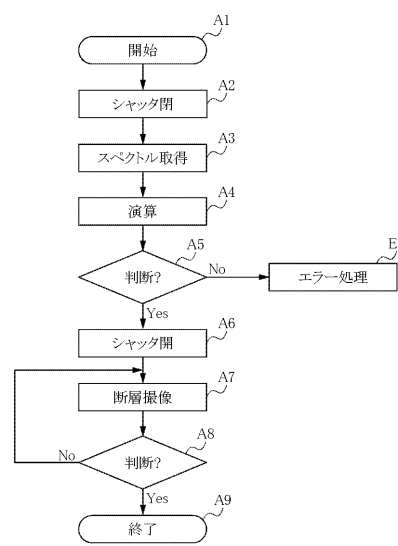 A1
開始
A2
シャッタ閉
A3
スペクトル取得
A4
演算
A5
判断?
No
E
エラー処理
Yes
A6
シャッタ開
A7
断層撮像
A8
判断?
No
Yes
A9
終了